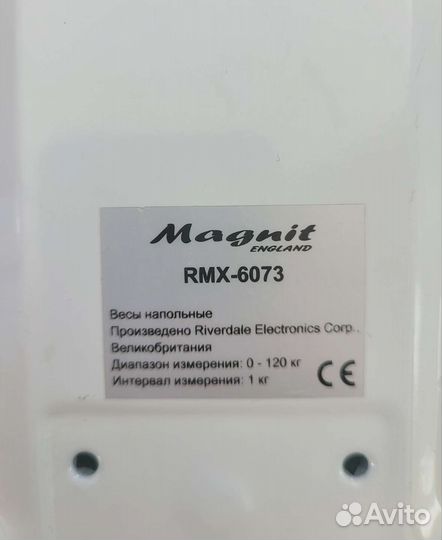 Magnit
ENGLAND
RMX-6073
Весы напольные
Произведено Riverdale Electronics Corp.,
Великобритания
Диапазон измерения: 0 - 120 кг
Интервал измерения: 1 кг
CE
Avito